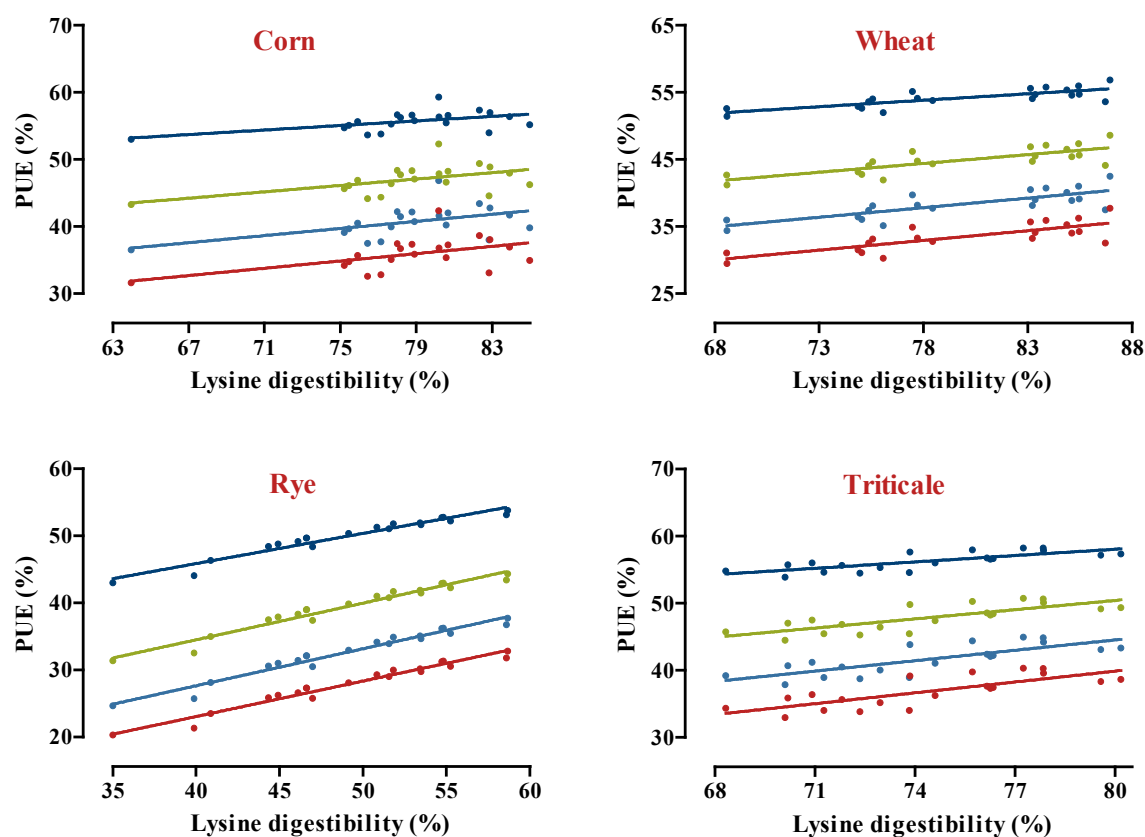 Corn
PUE (%)
70
60
50
40
30
63 67 71 75 79 83
Lysine digestibility (%)
Wheat
PUE (%)
65
55
45
35
25
68 73 78 83 88
Lysine digestibility (%)
Rye
PUE (%)
60
50
40
30
20
35 40 45 50 55 60
Lysine digestibility (%)
Triticale
PUE (%)
70
60
50
40
30
68 71 74 77 80
Lysine digestibility (%)